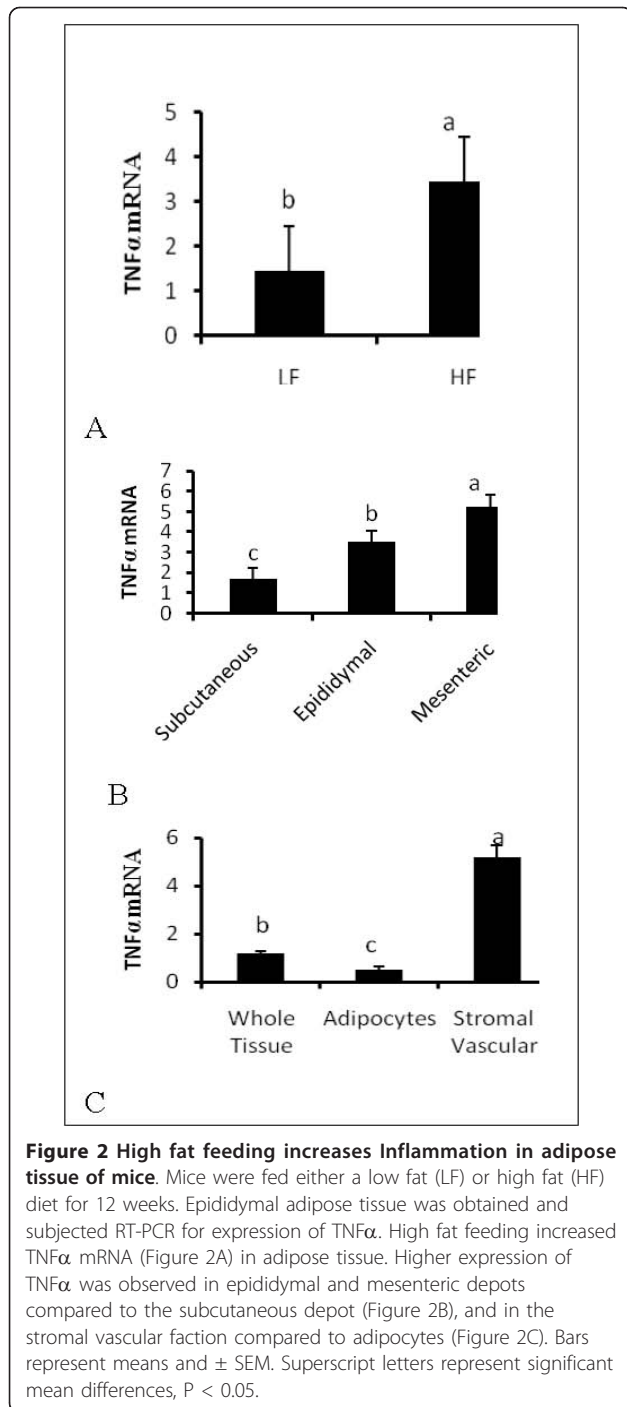 5
4
3
2
1
0
TNFα mRNA
b
a
LF
HF
A
7
6
5
4
3
2
1
0
TNFα mRNA
c
b
a
Subcutaneous
Epididymal
Mesenteric
B
6
4
2
0
TNFα mRNA
b
c
a
Whole Tissue
Adipocytes
Stromal Vascular
C
Figure 2 High fat feeding increases Inflammation in adipose
tissue of mice. Mice were fed either a low fat (LF) or high fat (HF)
diet for 12 weeks. Epididymal adipose tissue was obtained and
subjected RT-PCR for expression of TNFα. High fat feeding increased
TNFα mRNA (Figure 2A) in adipose tissue. Higher expression of
TNFα was observed in epididymal and mesenteric depots
compared to the subcutaneous depot (Figure 2B), and in the
stromal vascular faction compared to adipocytes (Figure 2C). Bars
represent means and ± SEM. Superscript letters represent significant
mean differences, P < 0.05.